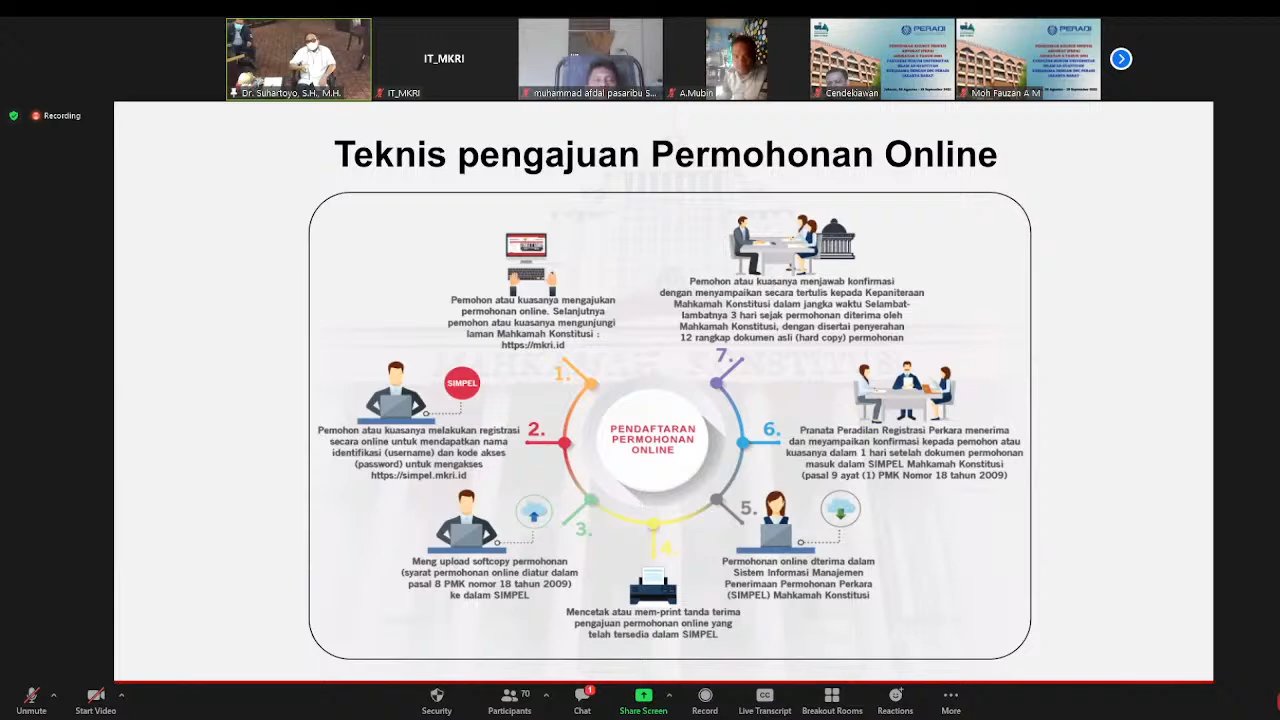 IT_MKRI
Dr. Suhartoyo, S.H., M.H.
IT_MKRI
muhammad afdal pasaribu S...
A.Mubin
Cendekiawan
Moh Fauzan A M
PERADI
PERADI
Recording
Teknis pengajuan Permohonan Online
Pemohon atau kuasanya mengajukan
permohonan online. Selanjutnya
pemohon atau kuasanya mengunjungi
laman Mahkamah Konstitusi :
https://mkri.id
1.
SIMPEL
Pemohon atau kuasanya melakukan registrasi
secara online untuk mendapatkan nama
identifikasi (username) dan kode akses
(password) untuk mengakses
https://simpel.mkri.id
2.
Meng upload softcopy permohonan
(syarat permohonan online diatur dalam
pasal 8 PMK nomor 18 tahun 2009)
ke dalam SIMPEL
3.
PENDAFTARAN
PERMOHONAN
ONLINE
4.
Mencetak atau mem-print tanda terima
pengajuan permohonan online yang
telah tersedia dalam SIMPEL
5.
Permohonan online dterima dalam
Sistem Informasi Manajemen
Penerimaan Permohonan Perkara
(SIMPEL) Mahkamah Konstitusi
6.
Pranata Peradilan Registrasi Perkara menerima
dan meyampaikan konfirmasi kepada pemohon atau
kuasanya dalam 1 hari setelah dokumen permohonan
masuk dalam SIMPEL Mahkamah Konstitusi
(pasal 9 ayat (1) PMK Nomor 18 tahun 2009)
Pemohon atau kuasanya menjawab konfirmasi
dengan menyampaikan secara tertulis kepada Kepaniteraan
Mahkamah Konstitusi dalam jangka waktu Selambat-
lambatnya 3 hari sejak permohonan diterima oleh
Mahkamah Konstitusi, dengan disertai penyerahan
12 rangkap dokumen asli (hard copy) permohonan
7.
Unmute
Start Video
Security
70
Participants
1
Chat
Share Screen
Record
CC
Live Transcript
Breakout Rooms
Reactions
More